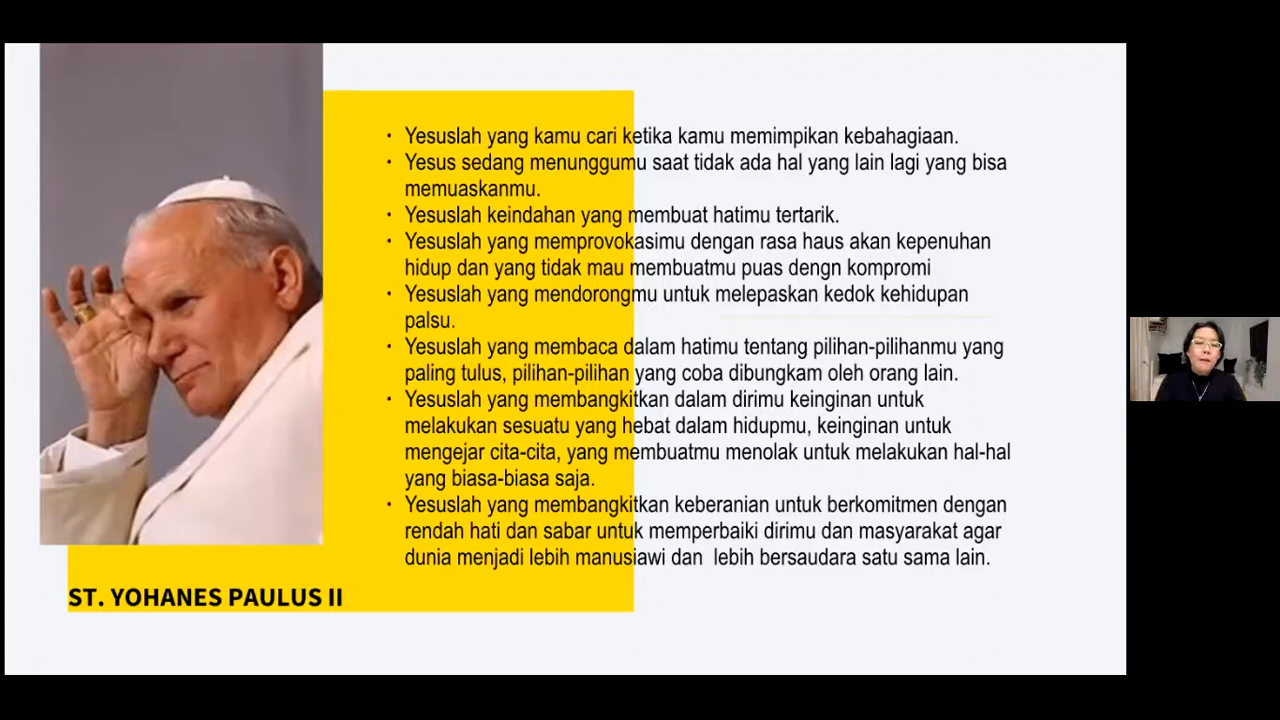 • Yesuslah yang kamu cari ketika kamu memimpikan kebahagiaan.
• Yesus sedang menunggumu saat tidak ada hal yang lain lagi yang bisa
memuaskanmu.
• Yesuslah keindahan yang membuat hatimu tertarik.
• Yesuslah yang memprovokasimu dengan rasa haus akan kepenuhan
hidup dan yang tidak mau membuatmu puas dengn kompromi
• Yesuslah yang mendorongmu untuk melepaskan kedok kehidupan
palsu.
• Yesuslah yang membaca dalam hatimu tentang pilihan-pilihanmu yang
paling tulus, pilihan-pilihan yang coba dibungkam oleh orang lain.
• Yesuslah yang membangkitkan dalam dirimu keinginan untuk
melakukan sesuatu yang hebat dalam hidupmu, keinginan untuk
mengejar cita-cita, yang membuatmu menolak untuk melakukan hal-hal
yang biasa-biasa saja.
• Yesuslah yang membangkitkan keberanian untuk berkomitmen dengan
rendah hati dan sabar untuk memperbaiki dirimu dan masyarakat agar
dunia menjadi lebih manusiawi dan lebih bersaudara satu sama lain.
ST. YOHANES PAULUS II